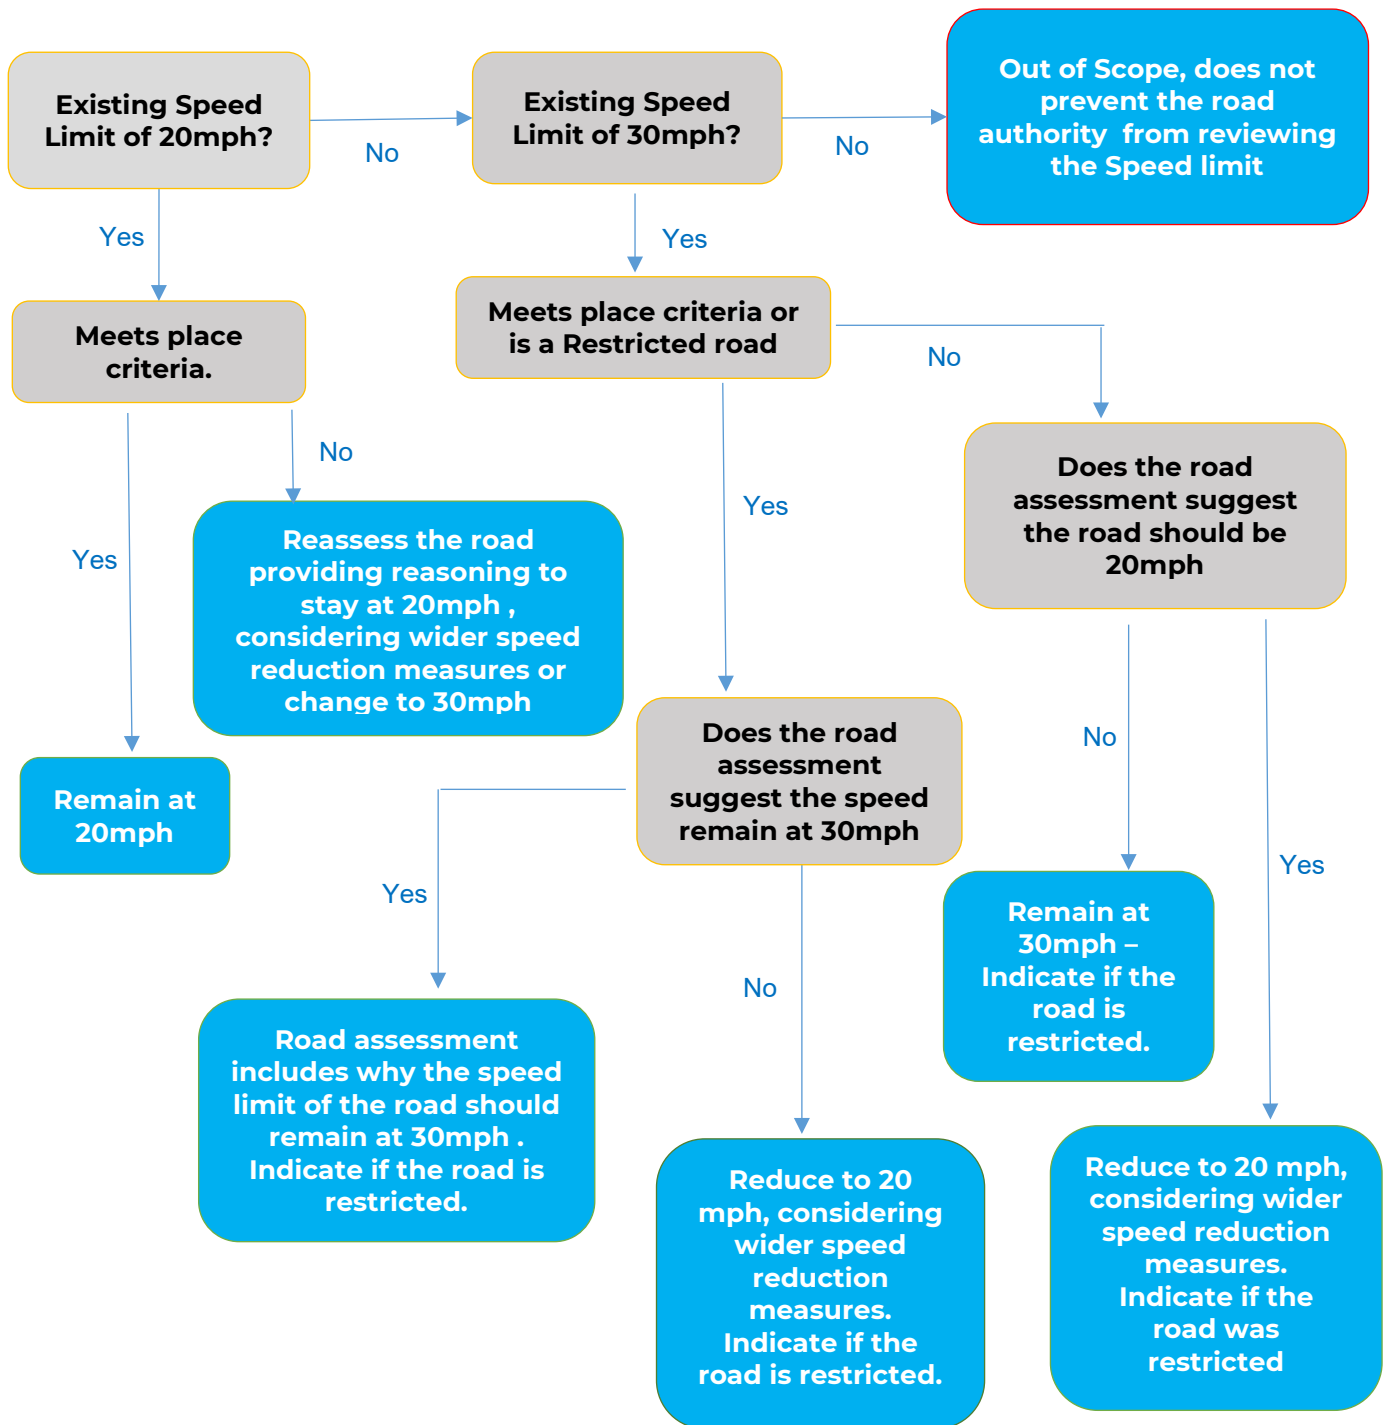 Existing Speed
Limit of 20mph?
No
Existing Speed
Limit of 30mph?
No
Out of Scope, does not
prevent the road
authority  from reviewing
the Speed limit
Yes
Yes
Meets place
criteria.
Meets place criteria or
is a Restricted road
No
No
Yes
Yes
Does the road
assessment suggest
the road should be
20mph
Reassess the road
providing reasoning to
stay at 20mph ,
considering wider speed
reduction measures or
change to 30mph
Remain at
20mph
Does the road
assessment
suggest the speed
remain at 30mph
No
Yes
Yes
No
Remain at
30mph –
Indicate if the
road is
restricted.
Road assessment
includes why the speed
limit of the road should
remain at 30mph .
Indicate if the road is
restricted.
Reduce to 20
mph, considering
wider speed
reduction
measures.
Indicate if the
road is restricted.
Reduce to 20 mph,
considering wider
speed reduction
measures.
Indicate if the
road was
restricted